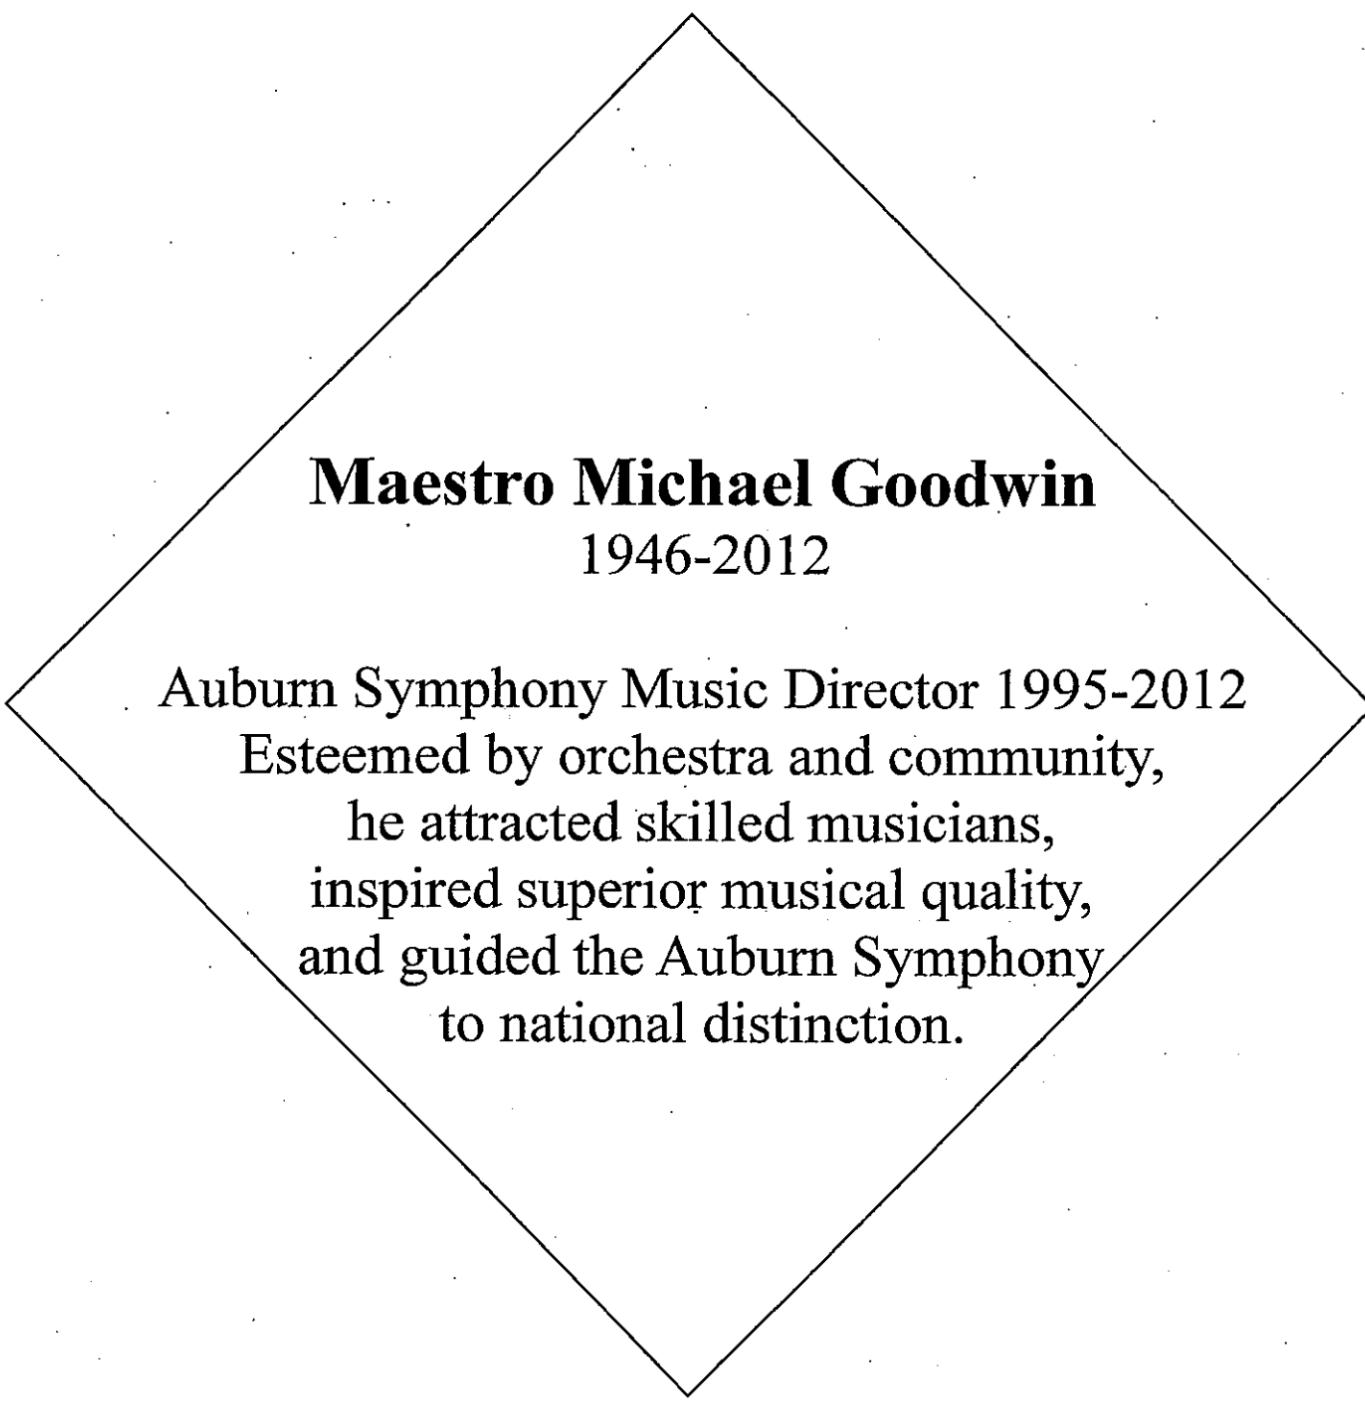 Maestro Michael Goodwin
1946-2012
Auburn Symphony Music Director 1995-2012
Esteemed by orchestra and community,
he attracted skilled musicians,
inspired superior musical quality,
and guided the Auburn Symphony
to national distinction.